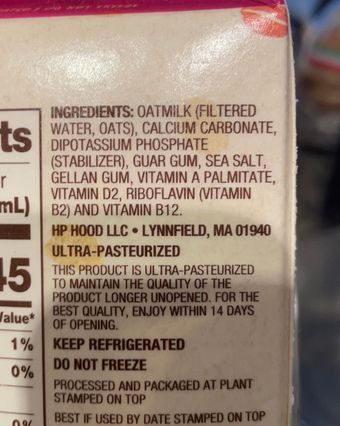 DO NOT FREEZE
INGREDIENTS: OATMILK (FILTERED
WATER, OATS), CALCIUM CARBONATE,
DIPOTASSIUM PHOSPHATE
(STABILIZER), GUAR GUM, SEA SALT,
GELLAN GUM, VITAMIN A PALMITATE,
VITAMIN D2, RIBOFLAVIN (VITAMIN
B2) AND VITAMIN B12.
HP HOOD LLC • LYNNFIELD, MA 01940
ULTRA-PASTEURIZED
THIS PRODUCT IS ULTRA-PASTEURIZED
TO MAINTAIN THE QUALITY OF THE
PRODUCT LONGER UNOPENED. FOR THE
BEST QUALITY, ENJOY WITHIN 14 DAYS
OF OPENING.
KEEP REFRIGERATED
DO NOT FREEZE
PROCESSED AND PACKAGED AT PLANT
STAMPED ON TOP
BEST IF USED BY DATE STAMPED ON TOP
ts
r
mL)
45
Value*
1%
0%
0%